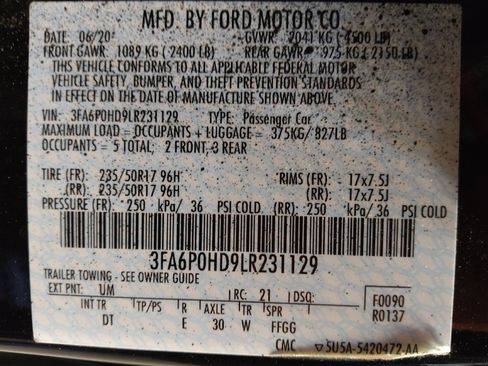 MFD. BY FORD MOTOR CO.
DATE: 06/20 GVWR: 2041 KG (4500 LB)
FRONT GAWR: 1089 KG (2400 LB) REAR GAWR: 975 KG (2150 LB)
THIS VEHICLE CONFORMS TO ALL APPLICABLE FEDERAL MOTOR
VEHICLE SAFETY, BUMPER, AND THEFT PREVENTION STANDARDS
IN EFFECT ON THE DATE OF MANUFACTURE SHOWN ABOVE.
VIN: 3FA6P0HD9LR231129 TYPE: Passenger Car
MAXIMUM LOAD = OCCUPANTS + LUGGAGE = 375KG/827LB
OCCUPANTS = 5 TOTAL, 2 FRONT, 3 REAR
TIRE (FR): 235/50R17 96H RIMS (FR): 17x7.5J
(RR): 235/50R17 96H (RR): 17x7.5J
PRESSURE (FR): 250 kPa/ 36 PSI COLD (RR): 250 kPa/ 36 PSI COLD
3FA6P0HD9LR231129
TRAILER TOWING - SEE OWNER GUIDE
EXT PNT: UM RC: 21 DSO: F0090
R0137
INT TR TP/PS R AXLE TR SPR
DT E 30 W FFGG
CMC ▽5U5A-5420472-AA